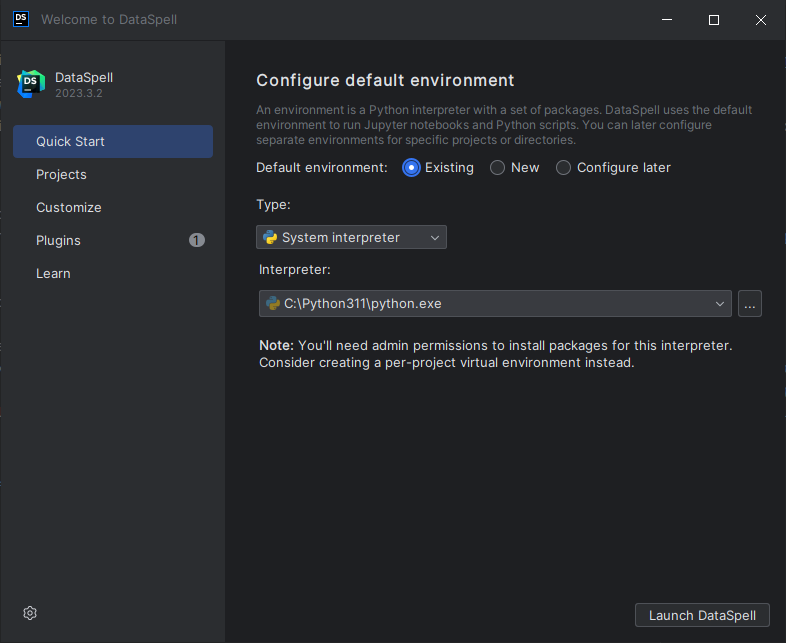 DS Welcome to DataSpell
DS DataSpell
2023.3.2
Quick Start
Projects
Customize
Plugins 1
Learn
Configure default environment
An environment is a Python interpreter with a set of packages. DataSpell uses the default
environment to run Jupyter notebooks and Python scripts. You can later configure
separate environments for specific projects or directories.
Default environment: Existing New Configure later
Type:
System interpreter
Interpreter:
C:\Python311\python.exe ...
Note: You'll need admin permissions to install packages for this interpreter.
Consider creating a per-project virtual environment instead.
Launch DataSpell